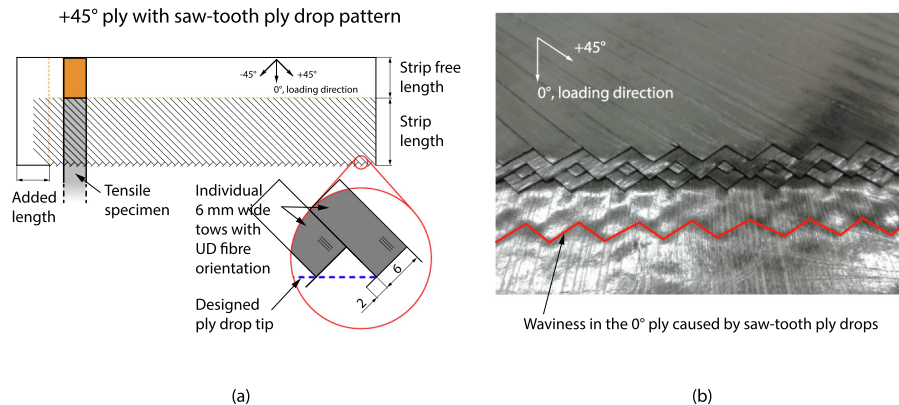 +45° ply with saw-tooth ply drop pattern
-45°
+45°
0°, loading direction
Strip free
length
Strip
length
Added
length
Tensile
specimen
Individual
6 mm wide
tows with
UD fibre
orientation
Designed
ply drop tip
2
6
(a)
+45°
0°, loading direction
Waviness in the 0° ply caused by saw-tooth ply drops
(b)